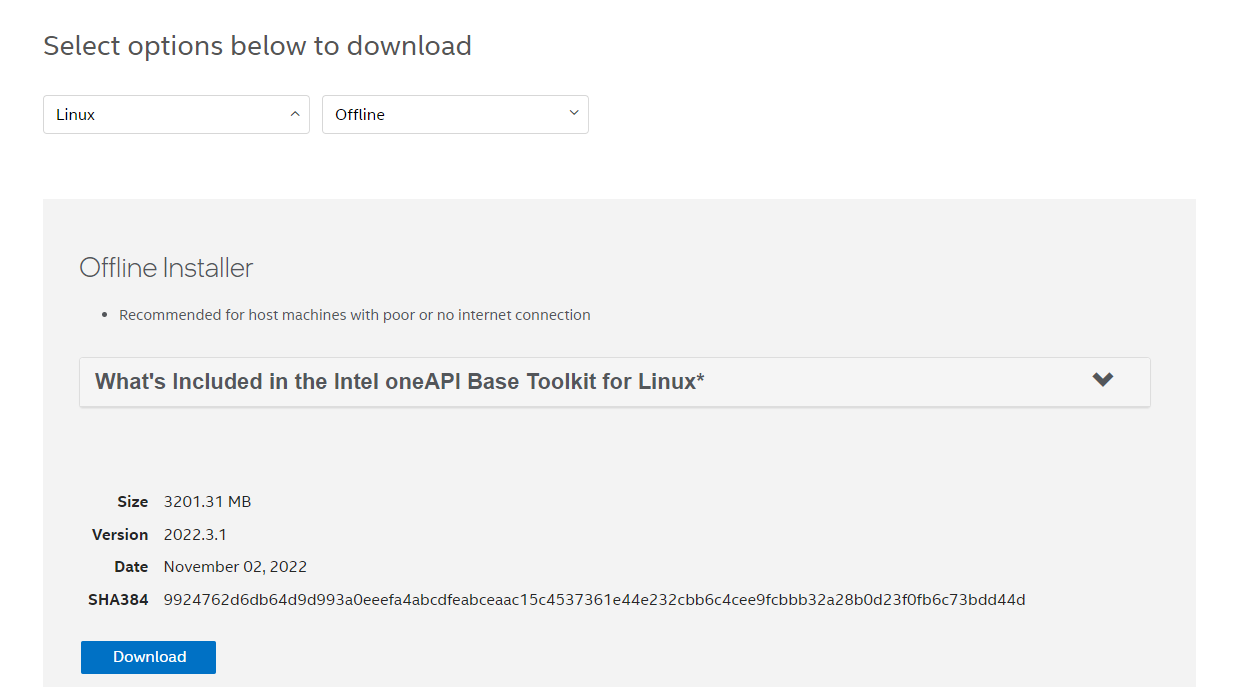 Select options below to download
Linux
Offline
Offline Installer
Recommended for host machines with poor or no internet connection
What's Included in the Intel oneAPI Base Toolkit for Linux*
Size 3201.31 MB
Version 2022.3.1
Date November 02, 2022
SHA384 9924762d6db64d9d993a0eeefa4abcdfeabceaac15c4537361e44e232cbb6c4cee9fcbbb32a28b0d23f0fb6c73bdd44d
Download